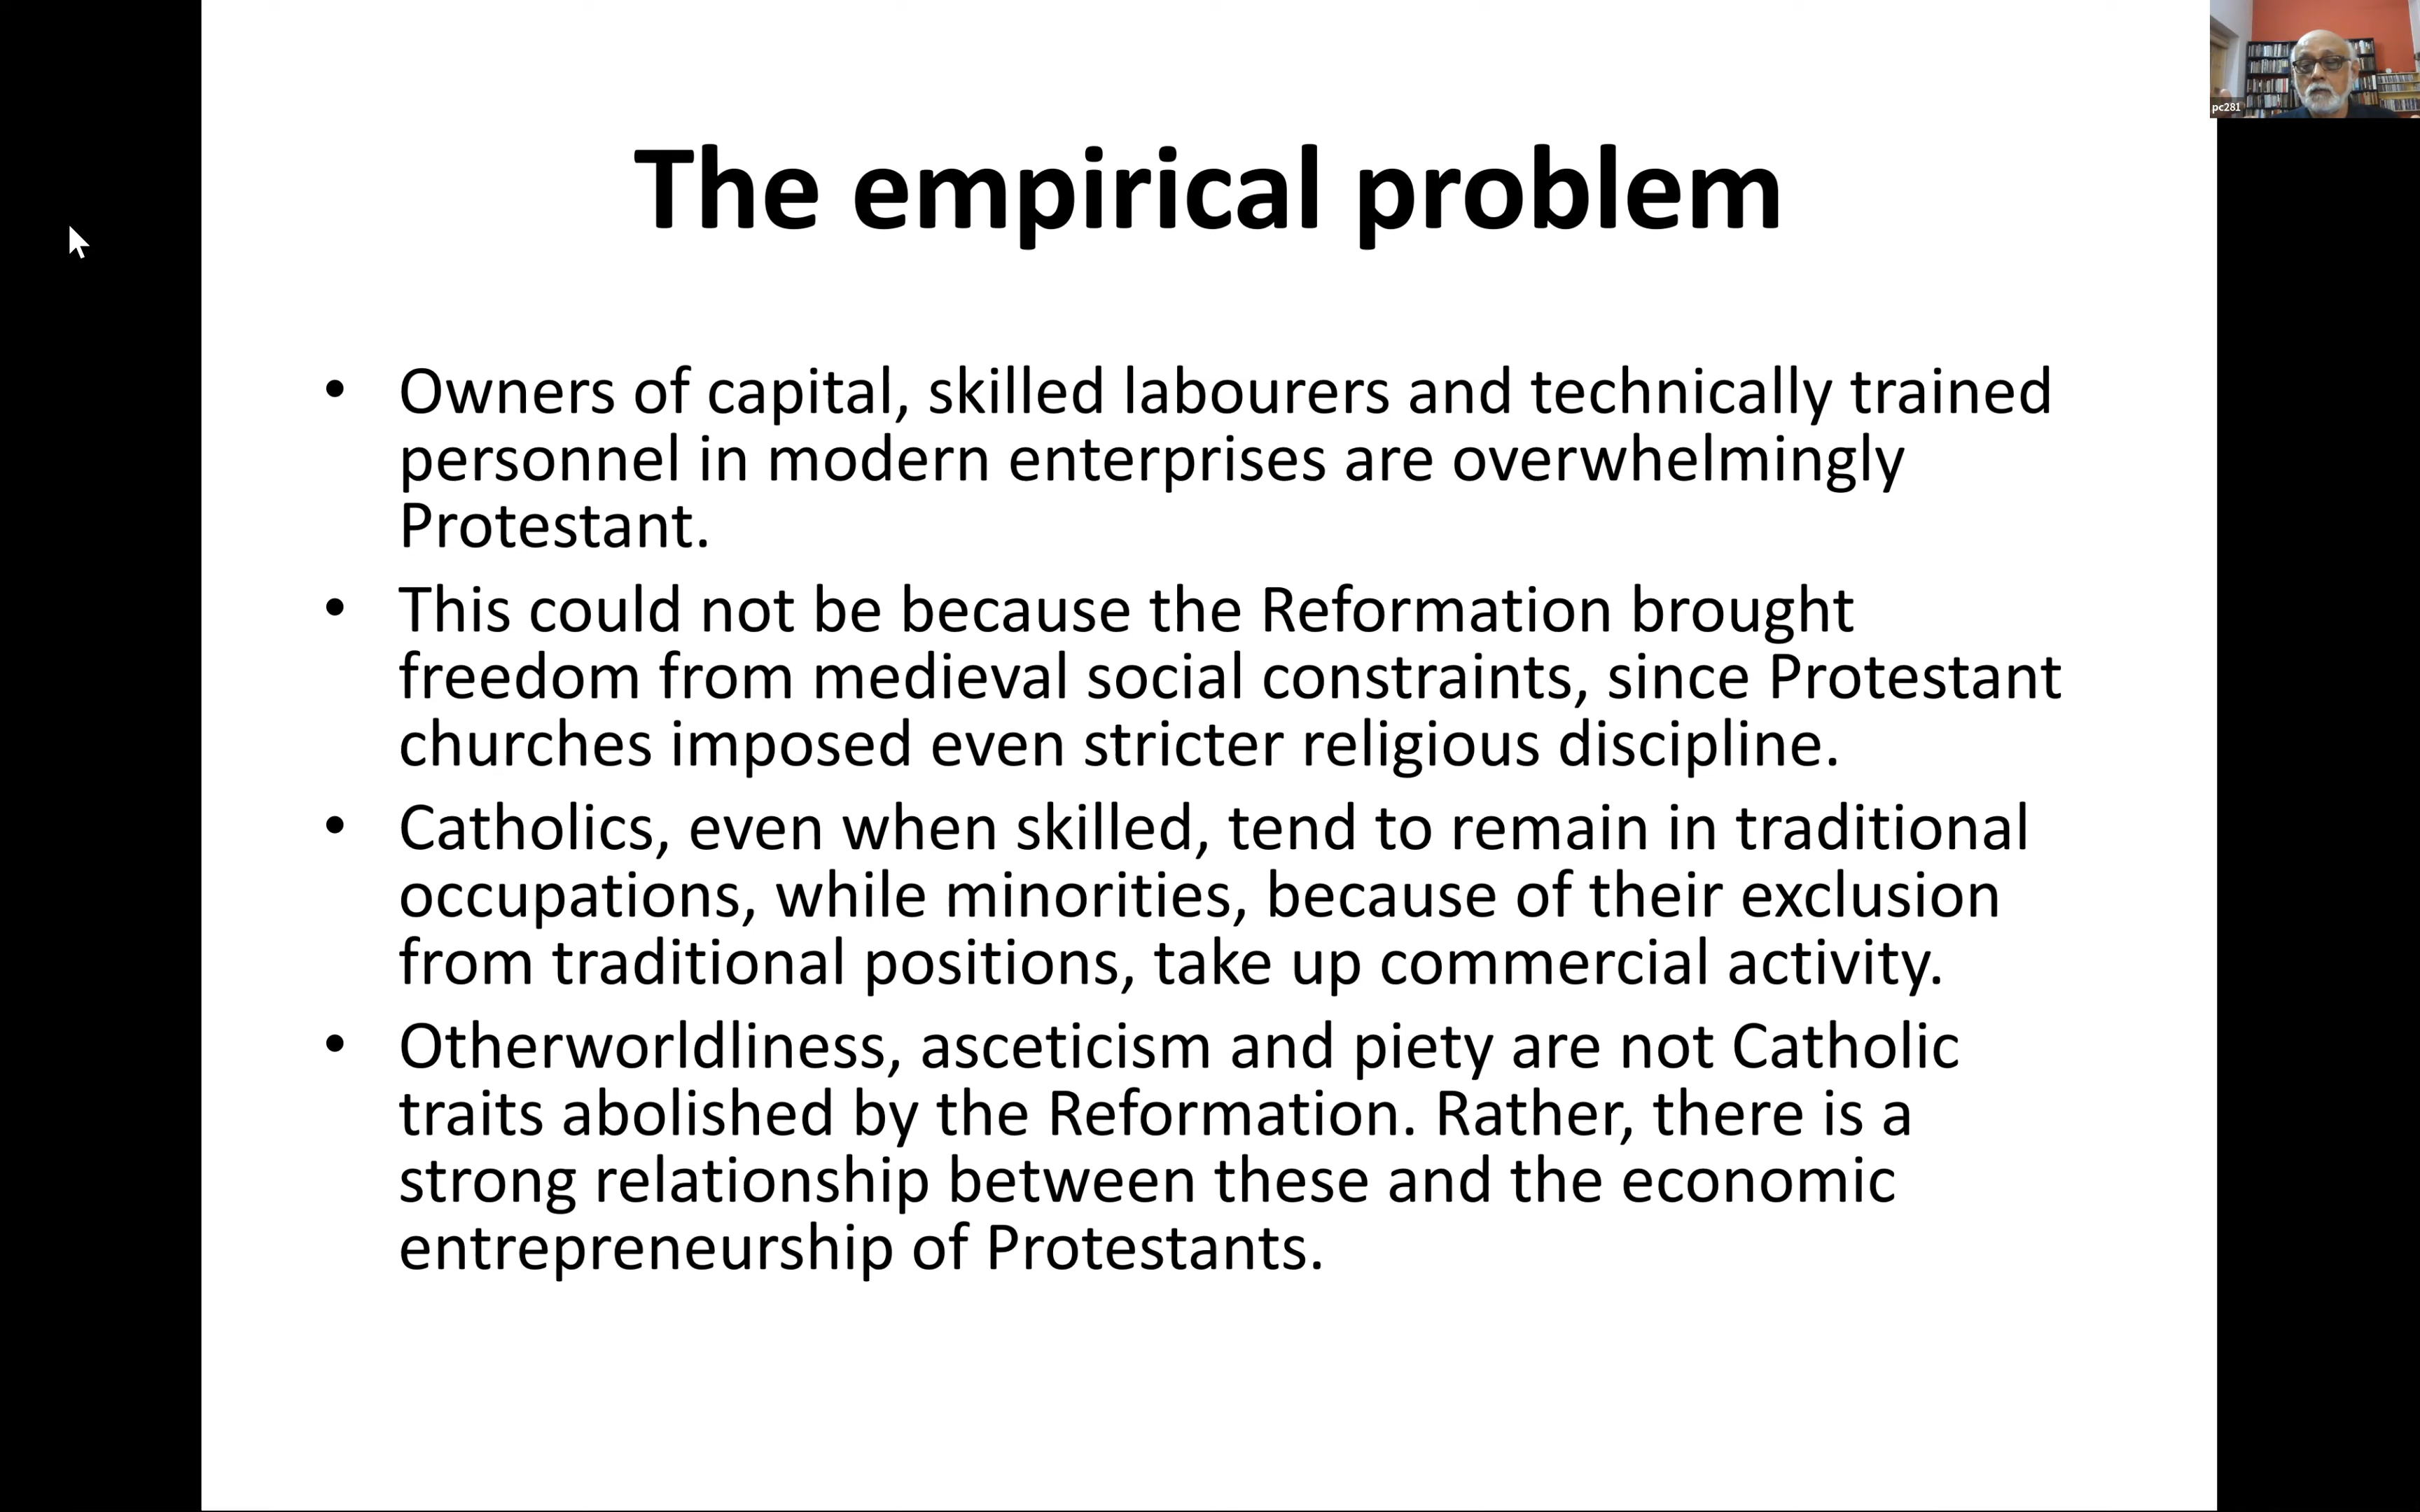 pc281
The empirical problem
• Owners of capital, skilled labourers and technically trained
personnel in modern enterprises are overwhelmingly
Protestant.
• This could not be because the Reformation brought
freedom from medieval social constraints, since Protestant
churches imposed even stricter religious discipline.
• Catholics, even when skilled, tend to remain in traditional
occupations, while minorities, because of their exclusion
from traditional positions, take up commercial activity.
• Otherworldliness, asceticism and piety are not Catholic
traits abolished by the Reformation. Rather, there is a
strong relationship between these and the economic
entrepreneurship of Protestants.